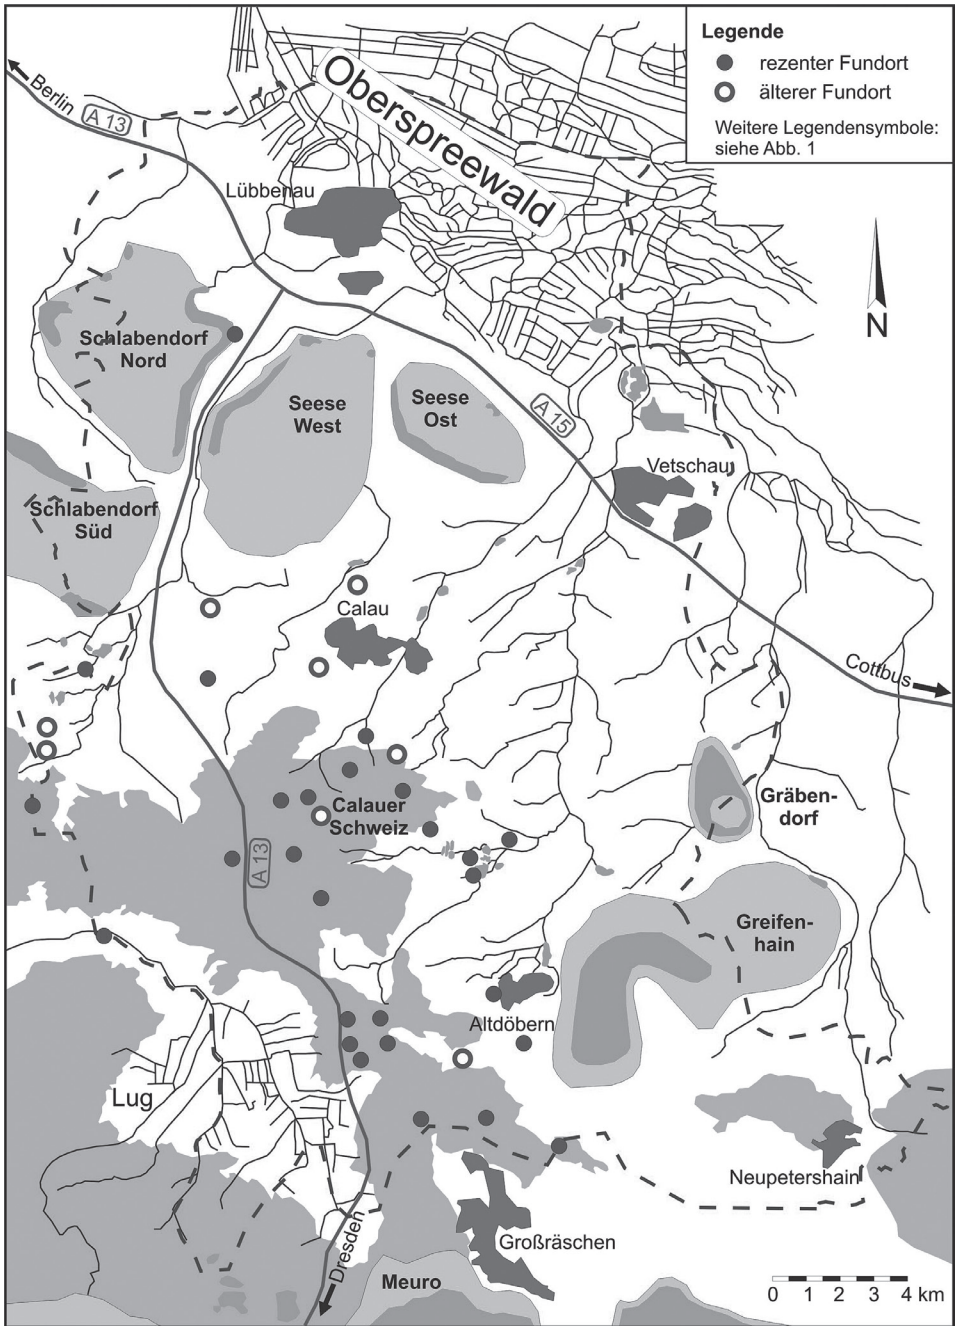 Legende
rezenter Fundort
älterer Fundort
Weitere Legendensymbole:
siehe Abb. 1
Berlin
A 13
Oberspreewald
Lübbenau
N
Schlabendorf
Nord
Seese
West
Seese
Ost
A 15
Vetschau
Schlabendorf
Süd
Calau
Cottbus
Calauer
Schweiz
A 13
Gräben-
dorf
Greifen-
hain
Altdöbern
Lug
Neupetershain
Großräschen
Dresden
Meuro
0 1 2 3 4 km